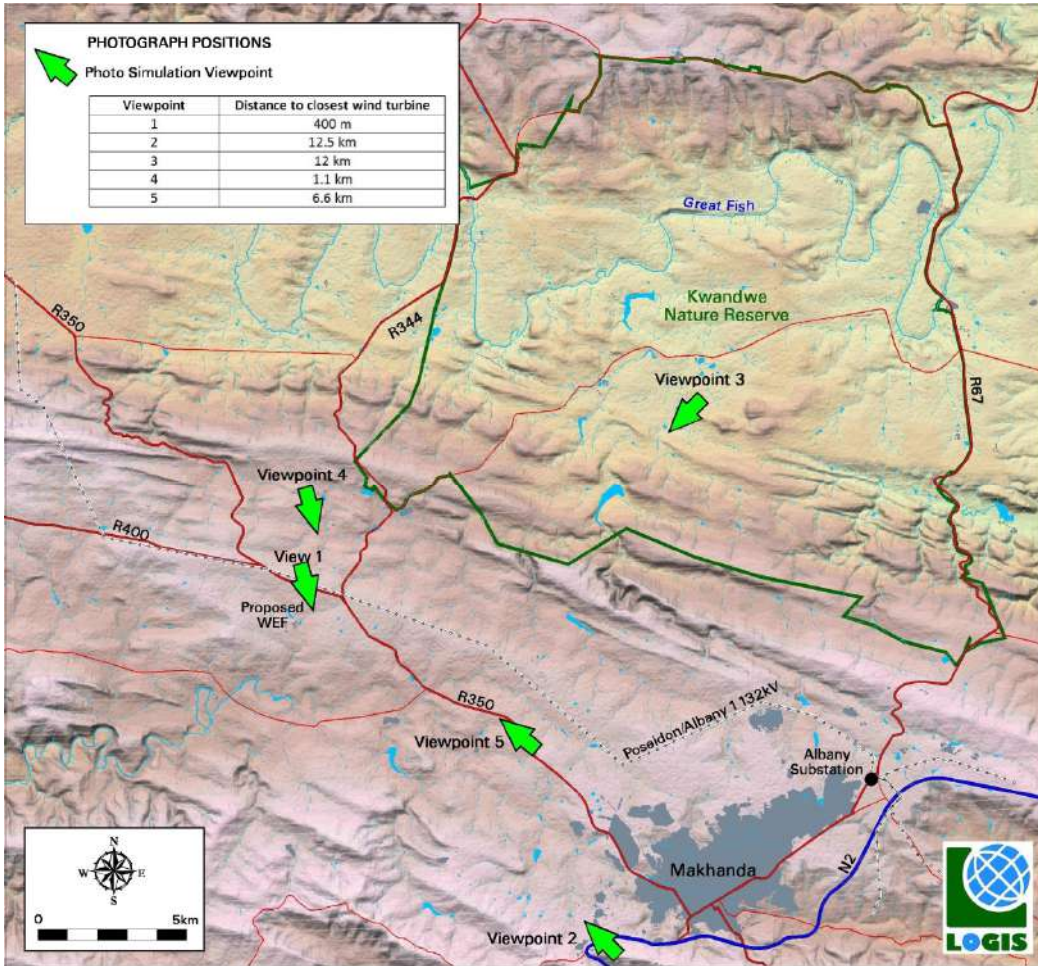 PHOTOGRAPH POSITIONS
Photo Simulation Viewpoint
Viewpoint Distance to closest wind turbine
1 400 m
2 12.5 km
3 12 km
4 1.1 km
5 6.6 km
Great Fish
Kwandwe
Nature Reserve
R350
R344
Viewpoint 3
R67
Viewpoint 4
R400
View 1
Proposed
WEF
R350
Viewpoint 5
Poseidon/Albany 1 132kV
Albany
Substation
Makhanda
N2
Viewpoint 2
N
W E
S
0 5km
LOGIS